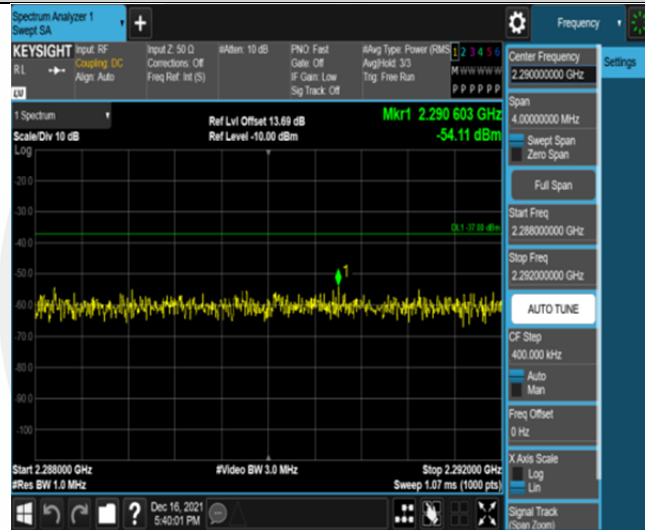 Spectrum Analyzer 1
Swept SA
+
Frequency
KEYSIGHT
Input: RF
Coupling: DC
Align: Auto
Input Z: 50 Ω
Corrections: Off
Freq Ref: Int (S)
#Atten: 10 dB
PNO: Fast
Gate: Off
IF Gain: Low
Sig Track: Off
#Avg Type: Power (RMS
Avg|Hold: 3/3
Trig: Free Run
1 2 3 4 5 6
M W W W W W
P P P P P P
RL
LXI
1 Spectrum
Scale/Div 10 dB
Log
Ref Lvl Offset 13.69 dB
Ref Level -10.00 dBm
Mkr1 2.290 603 GHz
-54.11 dBm
-20.0
DL1 -37.00 dBm
-40.0
-50.0
1
-60.0
-70.0
-90.0
-100
Start 2.288000 GHz
#Res BW 1.0 MHz
#Video BW 3.0 MHz
Stop 2.292000 GHz
Sweep 1.07 ms (1000 pts)
Dec 16, 2021
5:40:01 PM
Center Frequency
2.290000000 GHz
Settings
Span
4.00000000 MHz
Swept Span
Zero Span
Full Span
Start Freq
2.288000000 GHz
Stop Freq
2.292000000 GHz
AUTO TUNE
CF Step
400.000 kHz
Auto
Man
Freq Offset
0 Hz
X Axis Scale
Log
Lin
Signal Track
(Span Zoom)